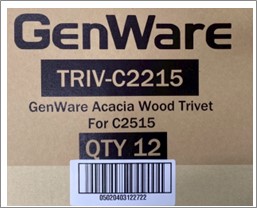 GenWare
TRIV-C2215
GenWare Acacia Wood Trivet
For C2515
QTY 12
05020403122722